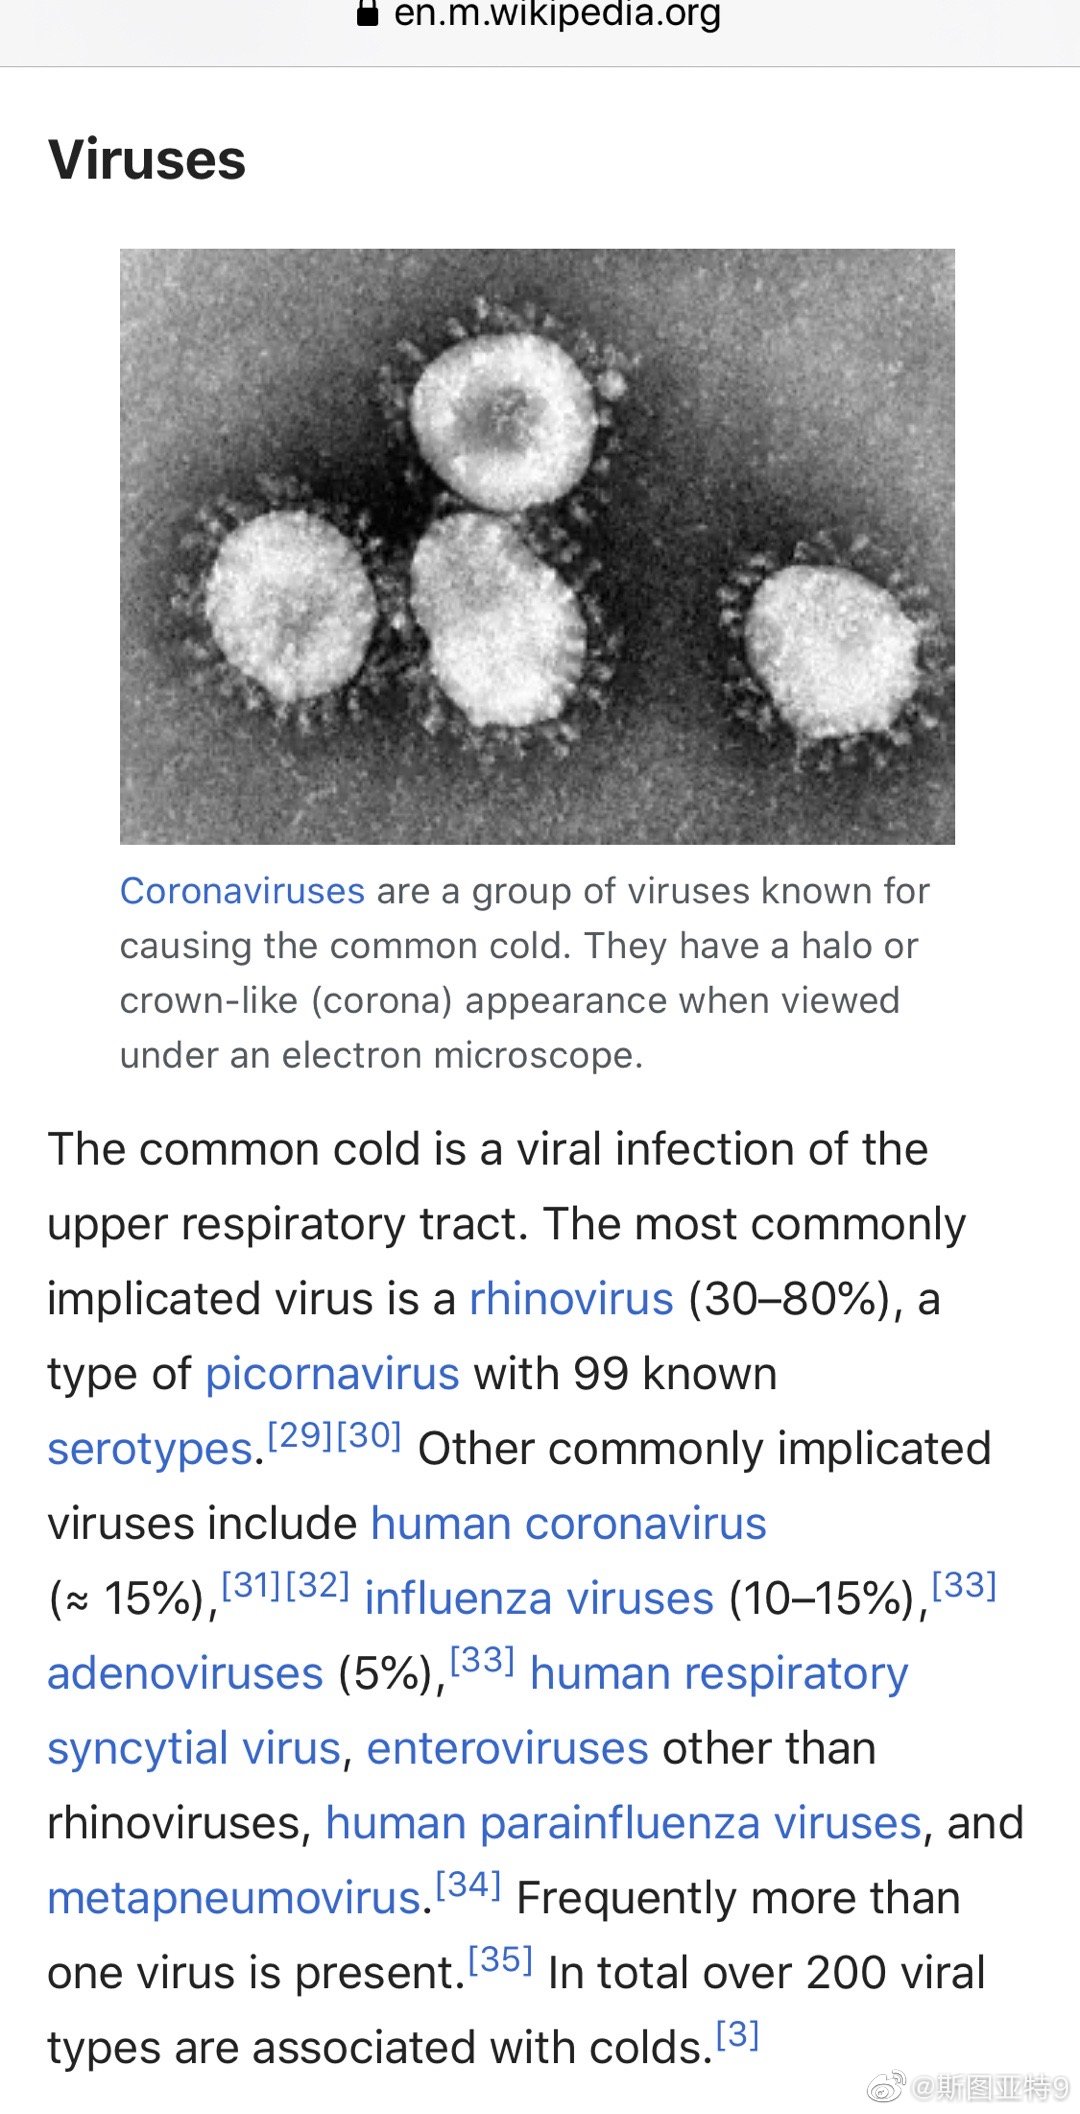 en.m.wikipedia.org
Viruses
Coronaviruses are a group of viruses known for
causing the common cold. They have a halo or
crown-like (corona) appearance when viewed
under an electron microscope.
The common cold is a viral infection of the
upper respiratory tract. The most commonly
implicated virus is a rhinovirus (30–80%), a
type of picornavirus with 99 known
serotypes.[29][30] Other commonly implicated
viruses include human coronavirus
(≈ 15%),[31][32] influenza viruses (10–15%),[33]
adenoviruses (5%),[33] human respiratory
syncytial virus, enteroviruses other than
rhinoviruses, human parainfluenza viruses, and
metapneumovirus.[34] Frequently more than
one virus is present.[35] In total over 200 viral
types are associated with colds.[3]
@斯图亚特9